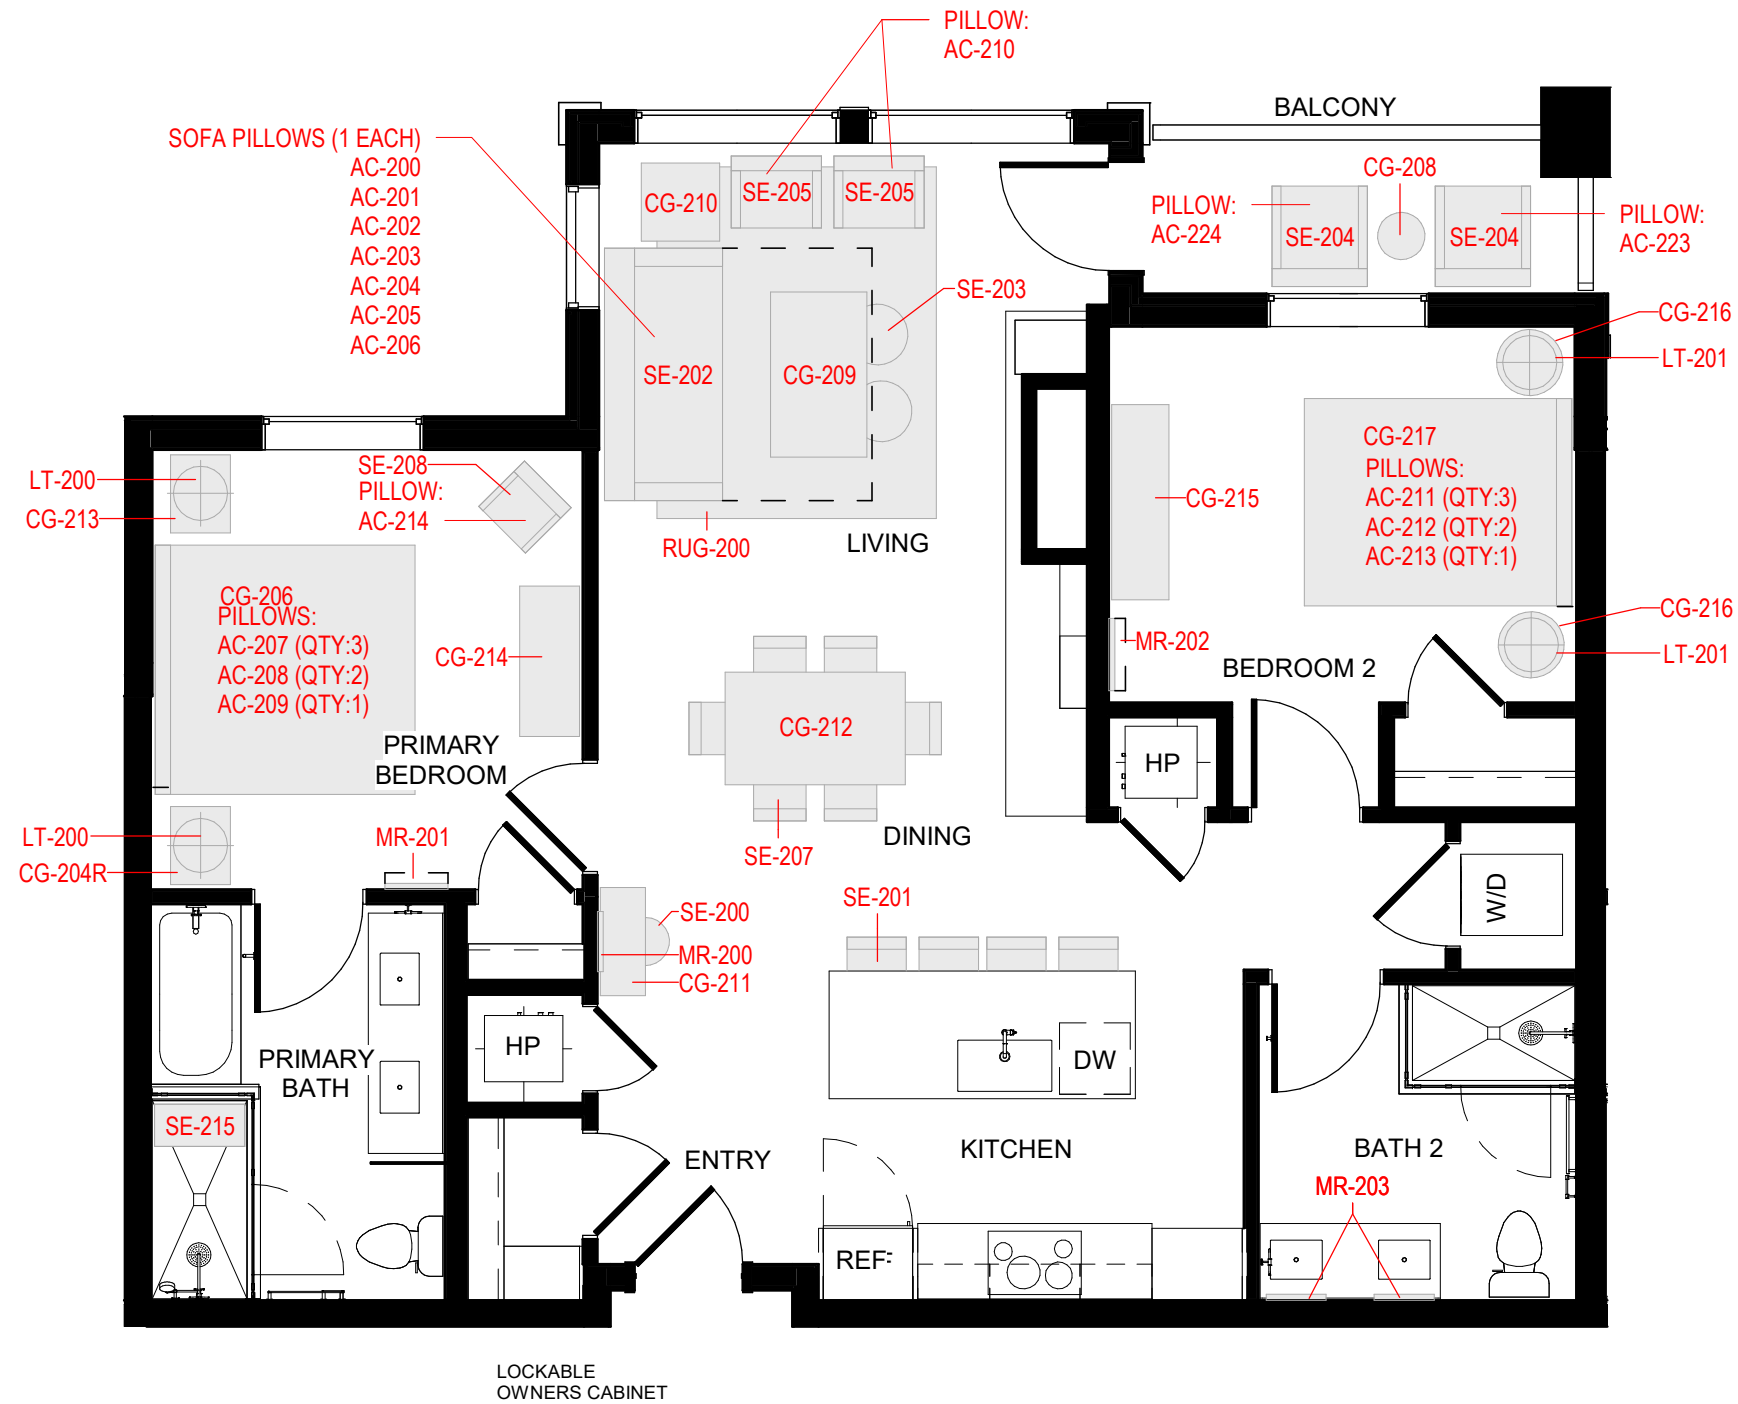 PILLOW:
AC-210
BALCONY
SOFA PILLOWS (1 EACH)
AC-200
AC-201
AC-202
AC-203
AC-204
AC-205
AC-206
CG-210
SE-205
SE-205
CG-208
PILLOW:
AC-224
SE-204
SE-204
PILLOW:
AC-223
SE-203
SE-202
CG-209
CG-216
LT-201
CG-217
PILLOWS:
AC-211 (QTY:3)
AC-212 (QTY:2)
AC-213 (QTY:1)
CG-215
LT-200
CG-213
SE-208
PILLOW:
AC-214
RUG-200
LIVING
CG-206
PILLOWS:
AC-207 (QTY:3)
AC-208 (QTY:2)
AC-209 (QTY:1)
CG-214
CG-216
LT-201
MR-202
BEDROOM 2
PRIMARY
BEDROOM
CG-212
HP
LT-200
CG-204R
MR-201
SE-207
DINING
SE-201
W/D
SE-200
MR-200
CG-211
HP
PRIMARY
BATH
DW
SE-215
ENTRY
KITCHEN
BATH 2
MR-203
REF
LOCKABLE
OWNERS CABINET